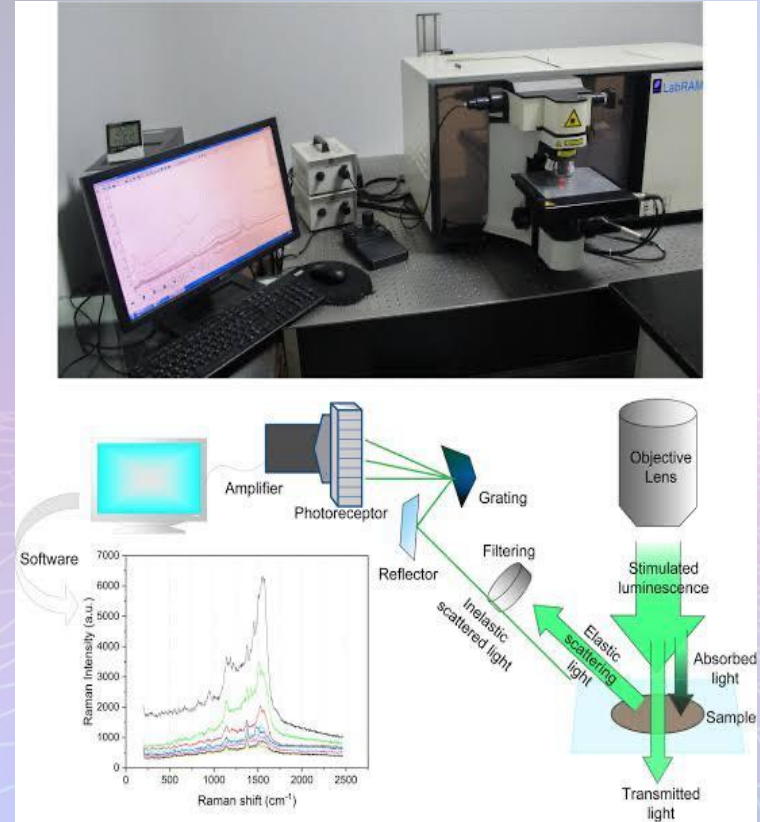 LabRAM
Objective
Lens
Amplifier
Photoreceptor
Grating
Software
Reflector
Filtering
Stimulated
luminescence
Inelastic
scattered light
Elastic
scattering
light
Absorbed
light
Sample
Transmitted
light
7000
6000
5000
4000
3000
2000
1000
0
Raman Intensity (a.u.)
0 500 1000 1500 2000 2500
Raman shift (cm⁻¹)